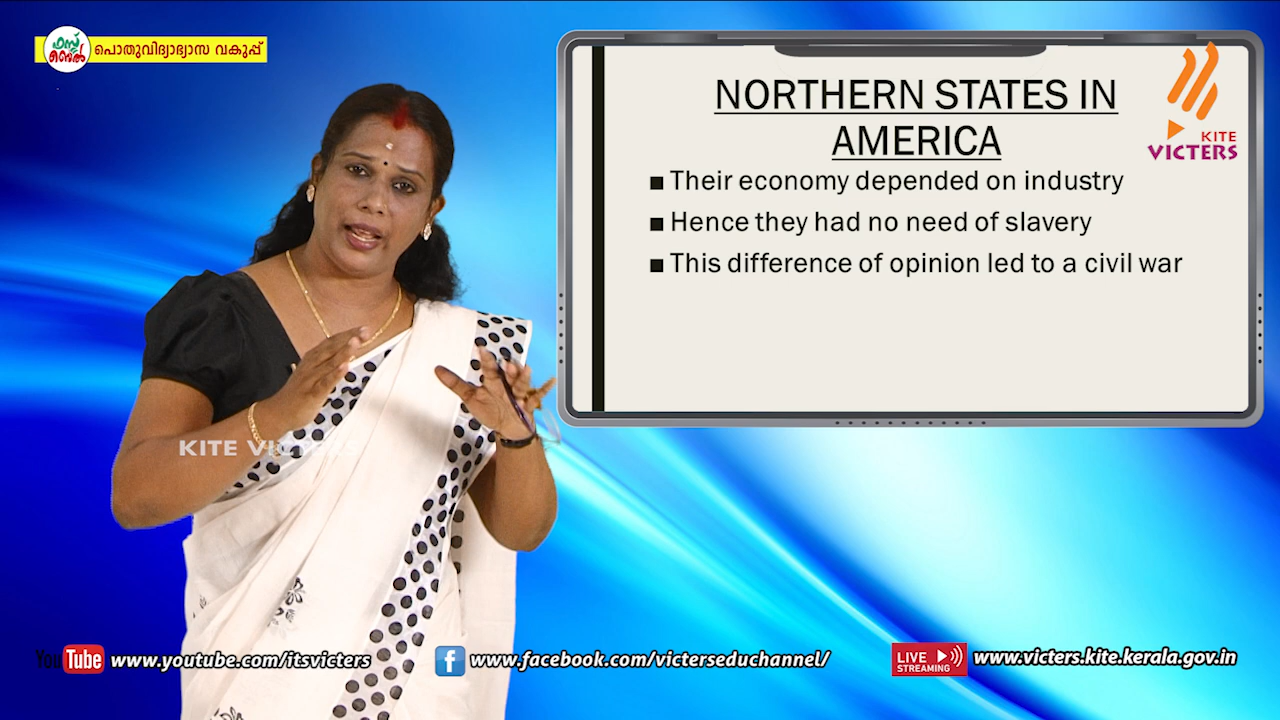 ഫസ്റ്റ്
ബെൽ
പൊതുവിദ്യാഭ്യാസ വകുപ്പ്
NORTHERN STATES IN
AMERICA
KITE
VICTERS
■ Their economy depended on industry
■ Hence they had no need of slavery
■ This difference of opinion led to a civil war
KITE VICTERS
YouTube www.youtube.com/itsvicters
f www.facebook.com/victerseduchannel/
LIVE
STREAMING
www.victers.kite.kerala.gov.in